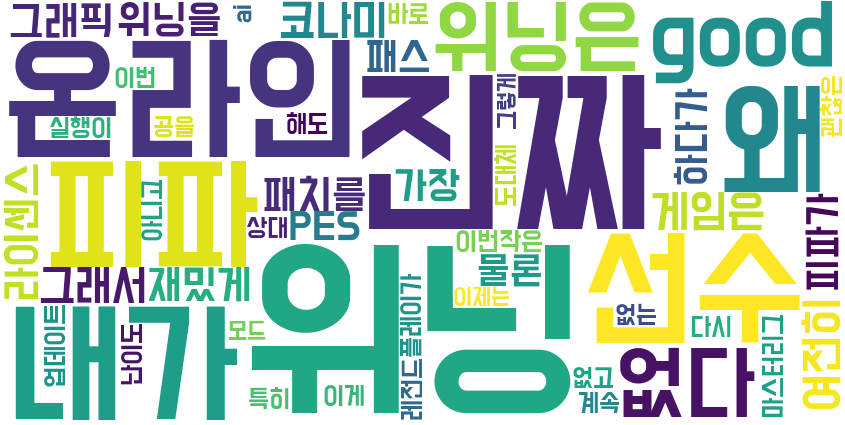 그래픽
위닝을
ai
코나미
바로
위닝은
good
온라인
이번
패스
진짜
그렇게
왜
괜찮은
실행이
공을
해도
하다가
라이센스
피파
아니고
패치를
가장
도대체
게임은
상대
PES
이번작은
피파가
그래서
재밌게
위닝
물론
선수
이제는
없는
여전히
내가
업데이트
난이도
모드
레전드
플레이가
다시
마스터리그
특히
이게
없고
계속
없다